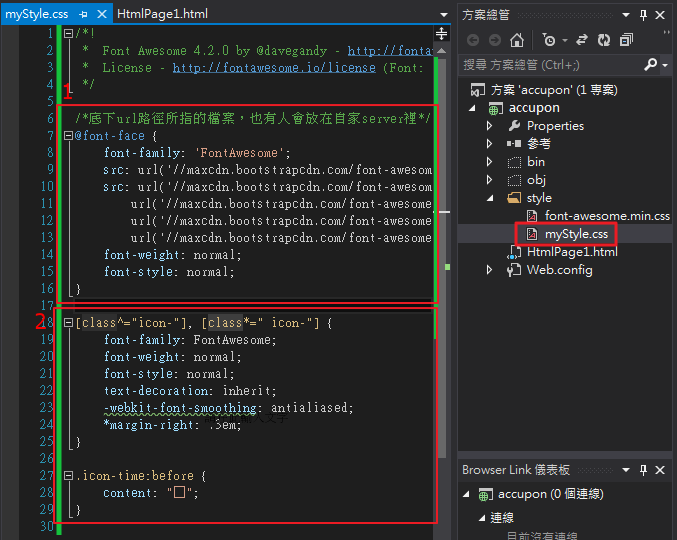 myStyle.css
HtmlPage1.html
1 /*!
2 * Font Awesome 4.2.0 by @davegandy - http://fonta
3 * License - http://fontawesome.io/license (Font:
4 */
1
5
6 /*底下url路徑所指的檔案，也有人會放在自家server裡*/
7 @font-face {
8 font-family: 'FontAwesome';
9 src: url('//maxcdn.bootstrapcdn.com/font-awesom
10 src: url('//maxcdn.bootstrapcdn.com/font-awesom
11 url('//maxcdn.bootstrapcdn.com/font-awesome
12 url('//maxcdn.bootstrapcdn.com/font-awesome
13 url('//maxcdn.bootstrapcdn.com/font-awesome
14 font-weight: normal;
15 font-style: normal;
16 }
17
2
18 [class^="icon-"], [class*=" icon-"] {
19 font-family: FontAwesome;
20 font-weight: normal;
21 font-style: normal;
22 text-decoration: inherit;
23 -webkit-font-smoothing: antialiased;
24 *margin-right: .3em;
25 }
26
27 .icon-time:before {
28 content: "";
29 }
30
方案總管
搜尋 方案總管 (Ctrl+;)
方案 'accupon' (1 專案)
accupon
Properties
參考
bin
obj
style
font-awesome.min.css
myStyle.css
HtmlPage1.html
Web.config
Browser Link 儀表板
accupon (0 個連線)
連線
目前沒有連線